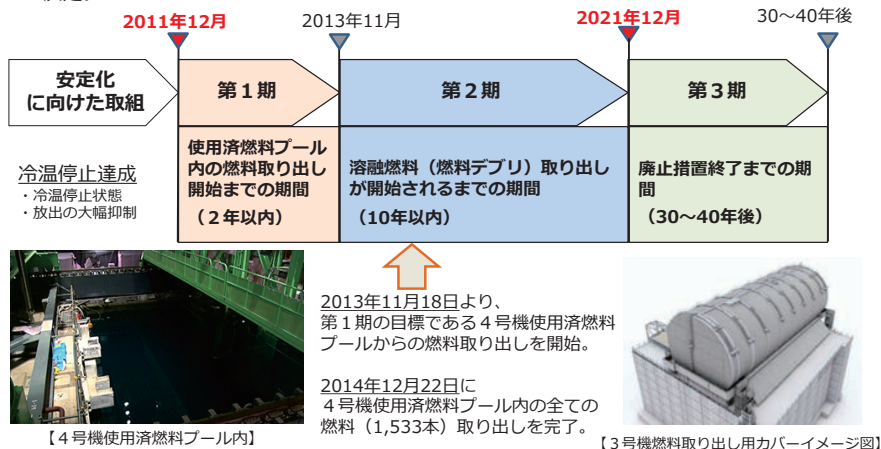 2011年12月
2013年11月
2021年12月
30～40年後
安定化
に向けた取組
第１期
第２期
第３期
冷温停止達成
・冷温停止状態
・放出の大幅抑制
使用済燃料プール
内の燃料取り出し
開始までの期間
（２年以内）
溶融燃料（燃料デブリ）取り出し
が開始されるまでの期間
（10年以内）
廃止措置終了までの期
間
（30～40年後）
2013年11月18日より、
第１期の目標である４号機使用済燃料
プールからの燃料取り出しを開始。
2014年12月22日に
４号機使用済燃料プール内の全ての
燃料（1,533本）取り出しを完了。
【４号機使用済燃料プール内】
【３号機燃料取り出し用カバーイメージ図】